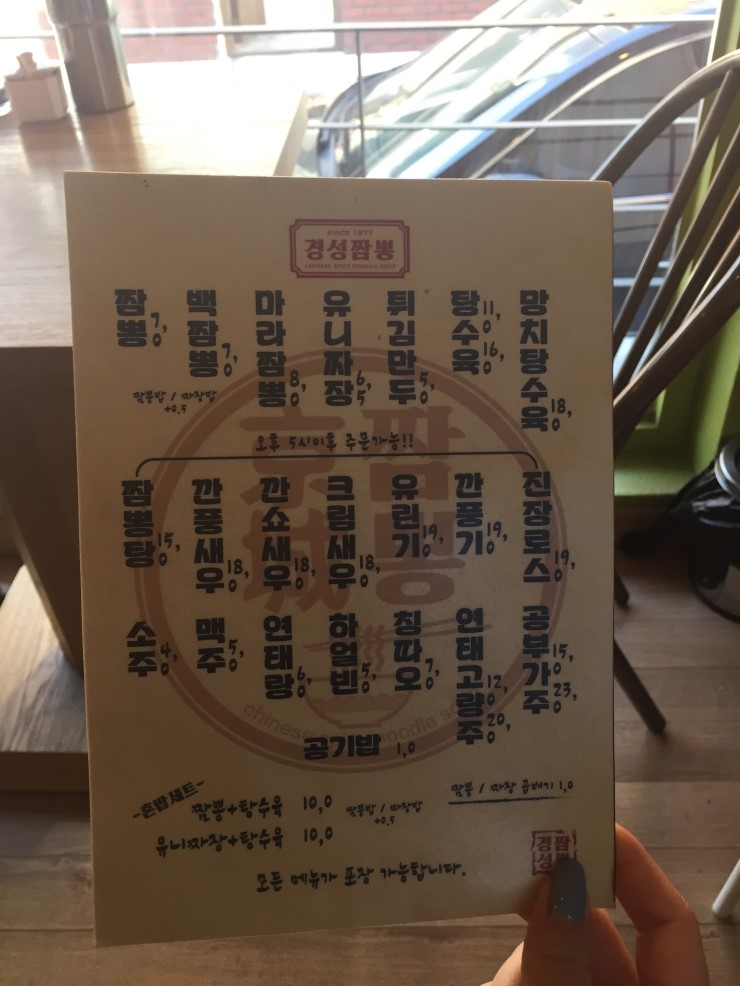 SINCE 1977
경성짬뽕
CHINESE SPICY NOODLE SOUP
짬뽕 7,0
백짬뽕 7,0
마라짬뽕 8,0
유니짜장 6,5
튀김만두 5,0
탕수육 11,0 16,0
망치탕수육 18,0
짬뽕밥 / 짜장밥
+0.5
오후 5시이후 주문가능!!
짬뽕탕 15,0
깐풍새우 18,0
깐쇼새우 18,0
크림새우 18,0
유린기 19,0
깐풍기 19,0
진장로스 19,0
소주 4,0
맥주 5,0
연태랑 6,0
하얼빈 5,0
칭따오 7,0
연태고량주 12,0 20,0
공부가주 15,0 23,0
京城
짬뽕
chinese noodle
공기밥 1,0
짬뽕 / 짜장 곱배기 1,0
-혼밥세트-
짬뽕+탕수육 10,0
짬뽕밥 / 짜장밥
+0.5
유니짜장+탕수육 10,0
모든 메뉴가 포장 가능합니다.
경성
짬